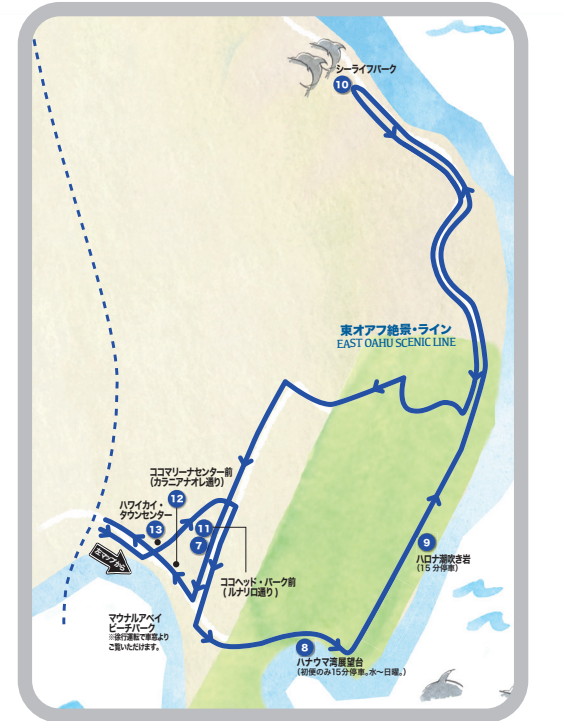 シーライフパーク
10
東オアフ絶景・ライン
EAST OAHU SCENIC LINE
ココマリーナセンター前
(カラニアナオレ通り)
12
ハワイカイ・
タウンセンター
13
11
7
カハラから
ココヘッド・パーク前
(ルナリロ通り)
9
ハロナ潮吹き岩
(15分停車)
マウナルアベイ
ビーチパーク
※徐行運転で車窓より
ご覧いただけます。
8
ハナウマ湾展望台
(初便のみ15分停車。水〜日曜。)